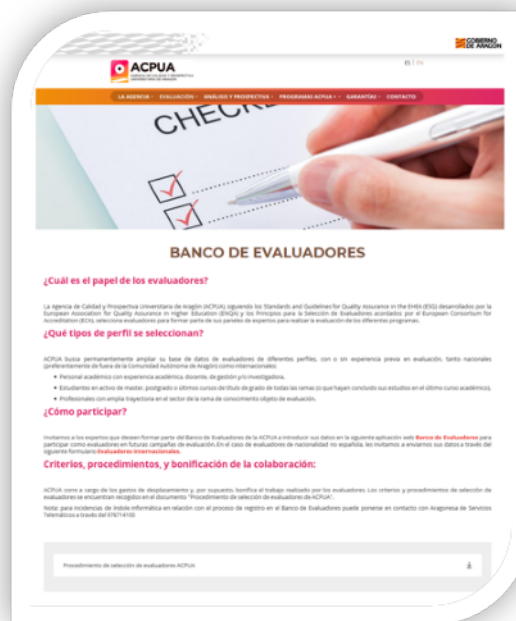 GOBIERNO
DE ARAGON
ACPUA
AGENCIA DE CALIDAD Y PROSPECTIVA
UNIVERSITARIA DE ARAGÓN
ES | EN
LA AGENCIA EVALUACIÓN ANÁLISIS Y PROSPECTIVA PROGRAMAS ACPUA + GARANTÍAS CONTACTO
CHECK
BANCO DE EVALUADORES
¿Cuál es el papel de los evaluadores?
La Agencia de Calidad y Prospectiva Universitaria de Aragón (ACPUA), siguiendo los Standards and Guidelines for Quality Assurance in the EHEA (ESG) desarrollados por la
European Association for Quality Assurance in Higher Education (ENQA) y los Principios para la Selección de Evaluadores acordados por el European Consortium for
Accreditation (ECA), selecciona evaluadores para formar parte de sus paneles de expertos para realizar la evaluación de los diferentes programas.
¿Qué tipos de perfil se seleccionan?
ACPUA busca permanentemente ampliar su base de datos de evaluadores de diferentes perfiles, con o sin experiencia previa en evaluación, tanto nacionales
(preferentemente de fuera de la Comunidad Autónoma de Aragón) como internacionales:
• Personal académico con experiencia académica, docente, de gestión y/o investigadora.
• Estudiantes en activo de master, postgrado o últimos cursos de título de grado de todas las ramas (o que hayan concluido sus estudios en el último curso académico).
• Profesionales con amplia trayectoria en el sector de la rama de conocimiento objeto de evaluación.
¿Cómo participar?
Invitamos a los expertos que deseen formar parte del Banco de Evaluadores de la ACPUA a introducir sus datos en la siguiente aplicación web Banco de Evaluadores para
participar como evaluadores en futuras campañas de evaluación. En el caso de evaluadores de nacionalidad no española, les invitamos a enviarnos sus datos a través del
siguiente formulario Evaluadores internacionales.
Criterios, procedimientos, y bonificación de la colaboración:
ACPUA corre a cargo de los gastos de desplazamiento y, por supuesto, bonifica el trabajo realizado por los evaluadores. Los criterios y procedimientos de selección de
evaluadores se encuentran recogidos en el documento "Procedimiento de selección de evaluadores de ACPUA".
Nota: para incidencias de índole informática en relación con el proceso de registro en el Banco de Evaluadores puede ponerse en contacto con Aragonesa de Servicios
Telemáticos a través del 976714100
Procedimiento de selección de evaluadores ACPUA